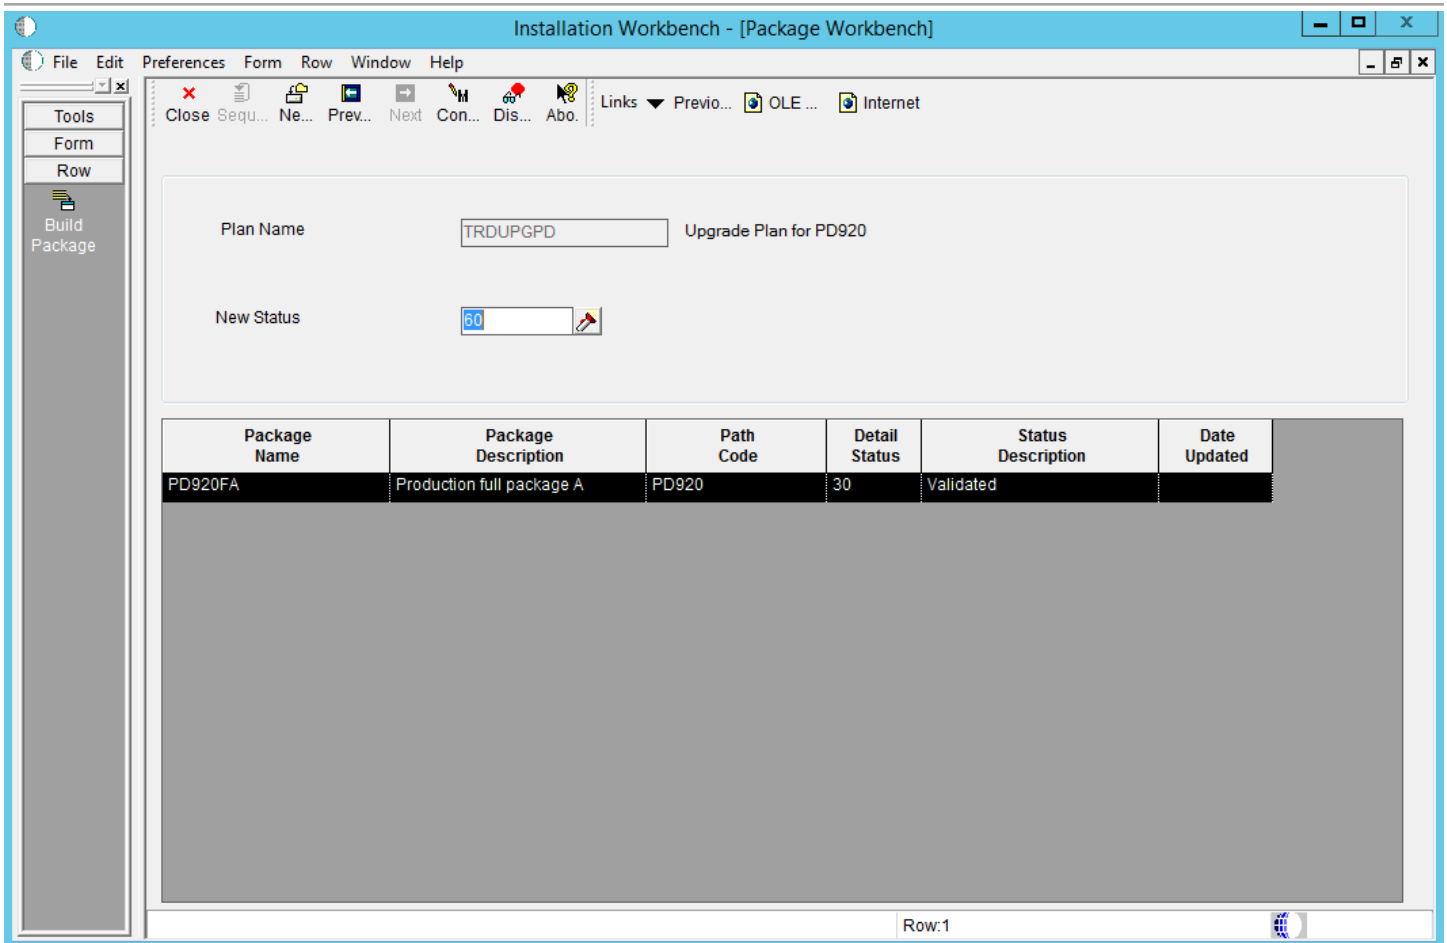 Installation Workbench - [Package Workbench]
File Edit Preferences Form Row Window Help
Tools
Form
Row
Build
Package
Close Sequ... Ne... Prev... Next Con... Dis... Abo. Links Previo... OLE ... Internet
Plan Name TRDUPGPD Upgrade Plan for PD920
New Status 60
Package Name Package Description Path Code Detail Status Status Description Date Updated
PD920FA Production full package A PD920 30 Validated
Row:1